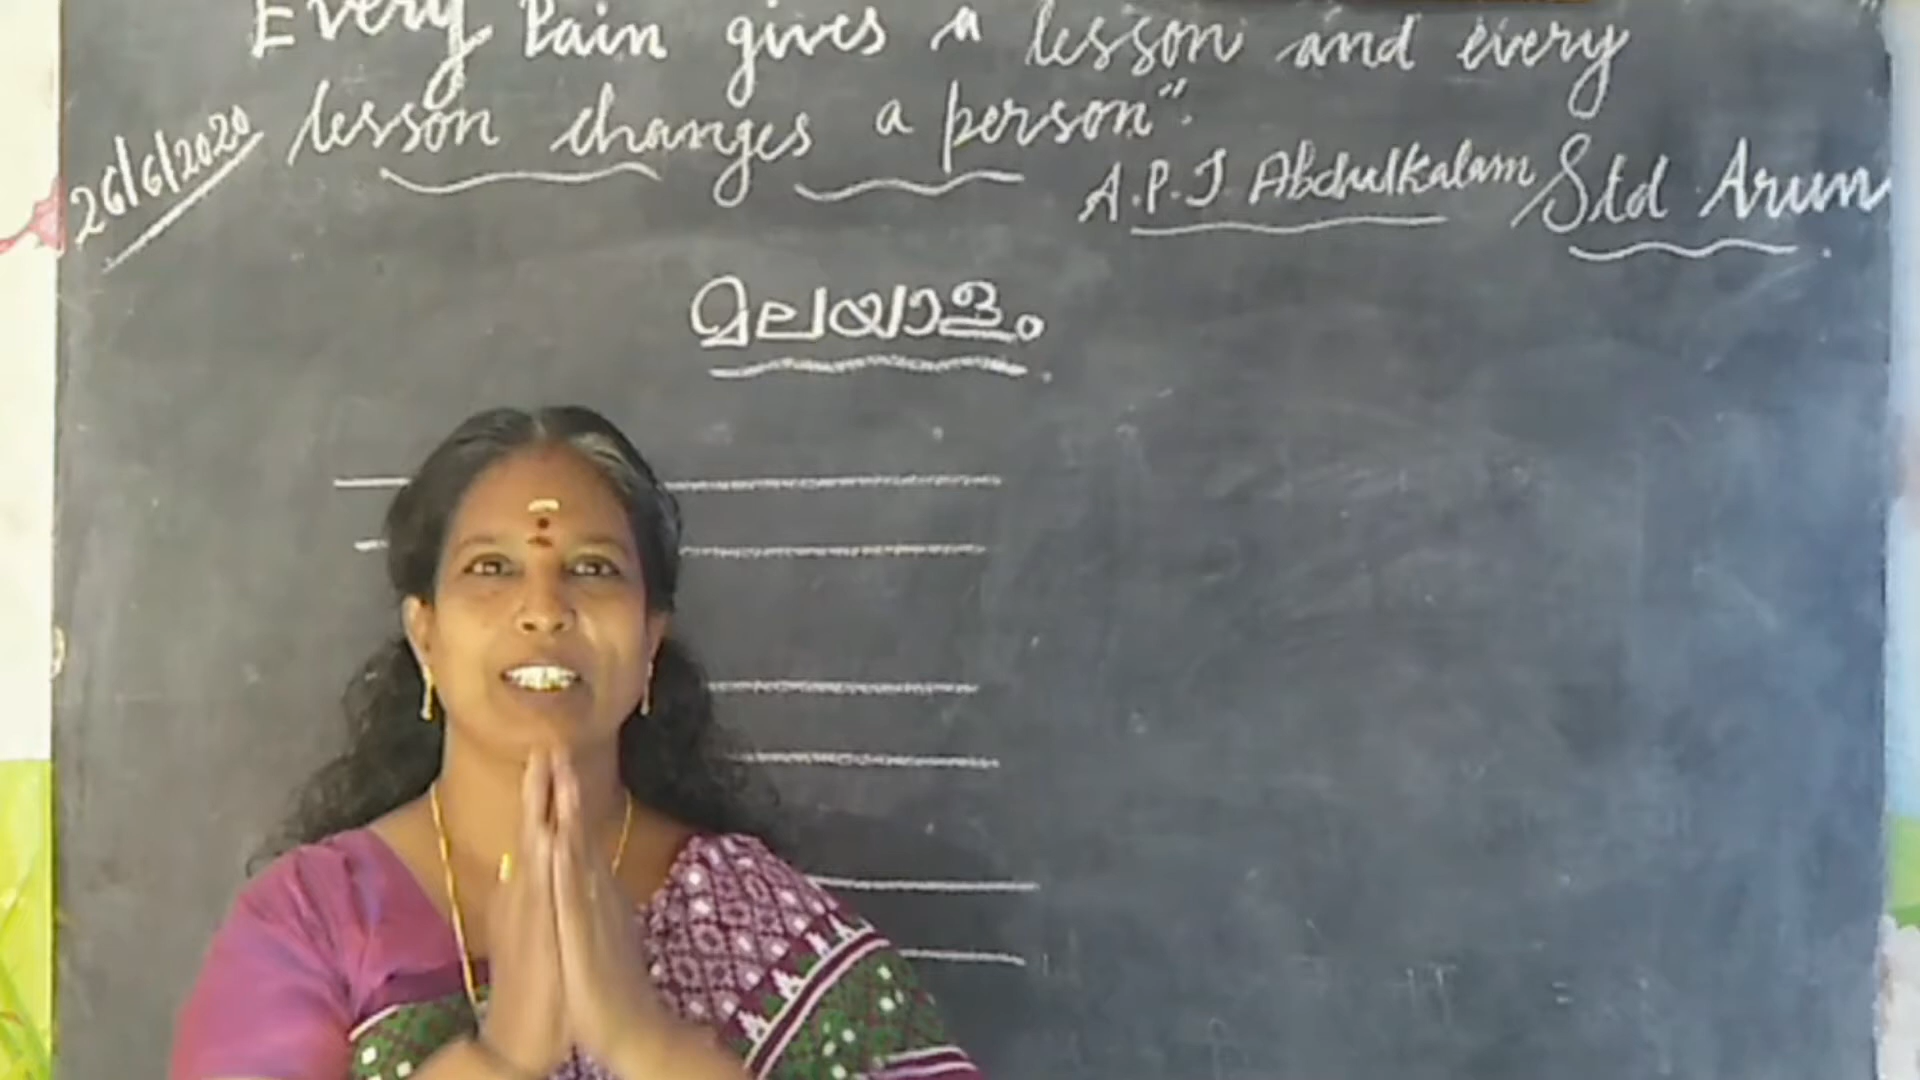 Every Pain gives a lesson and every
lesson changes a person".
26/6/2020
A.P.J Abdulkalam
Std Arun
മലയാളം